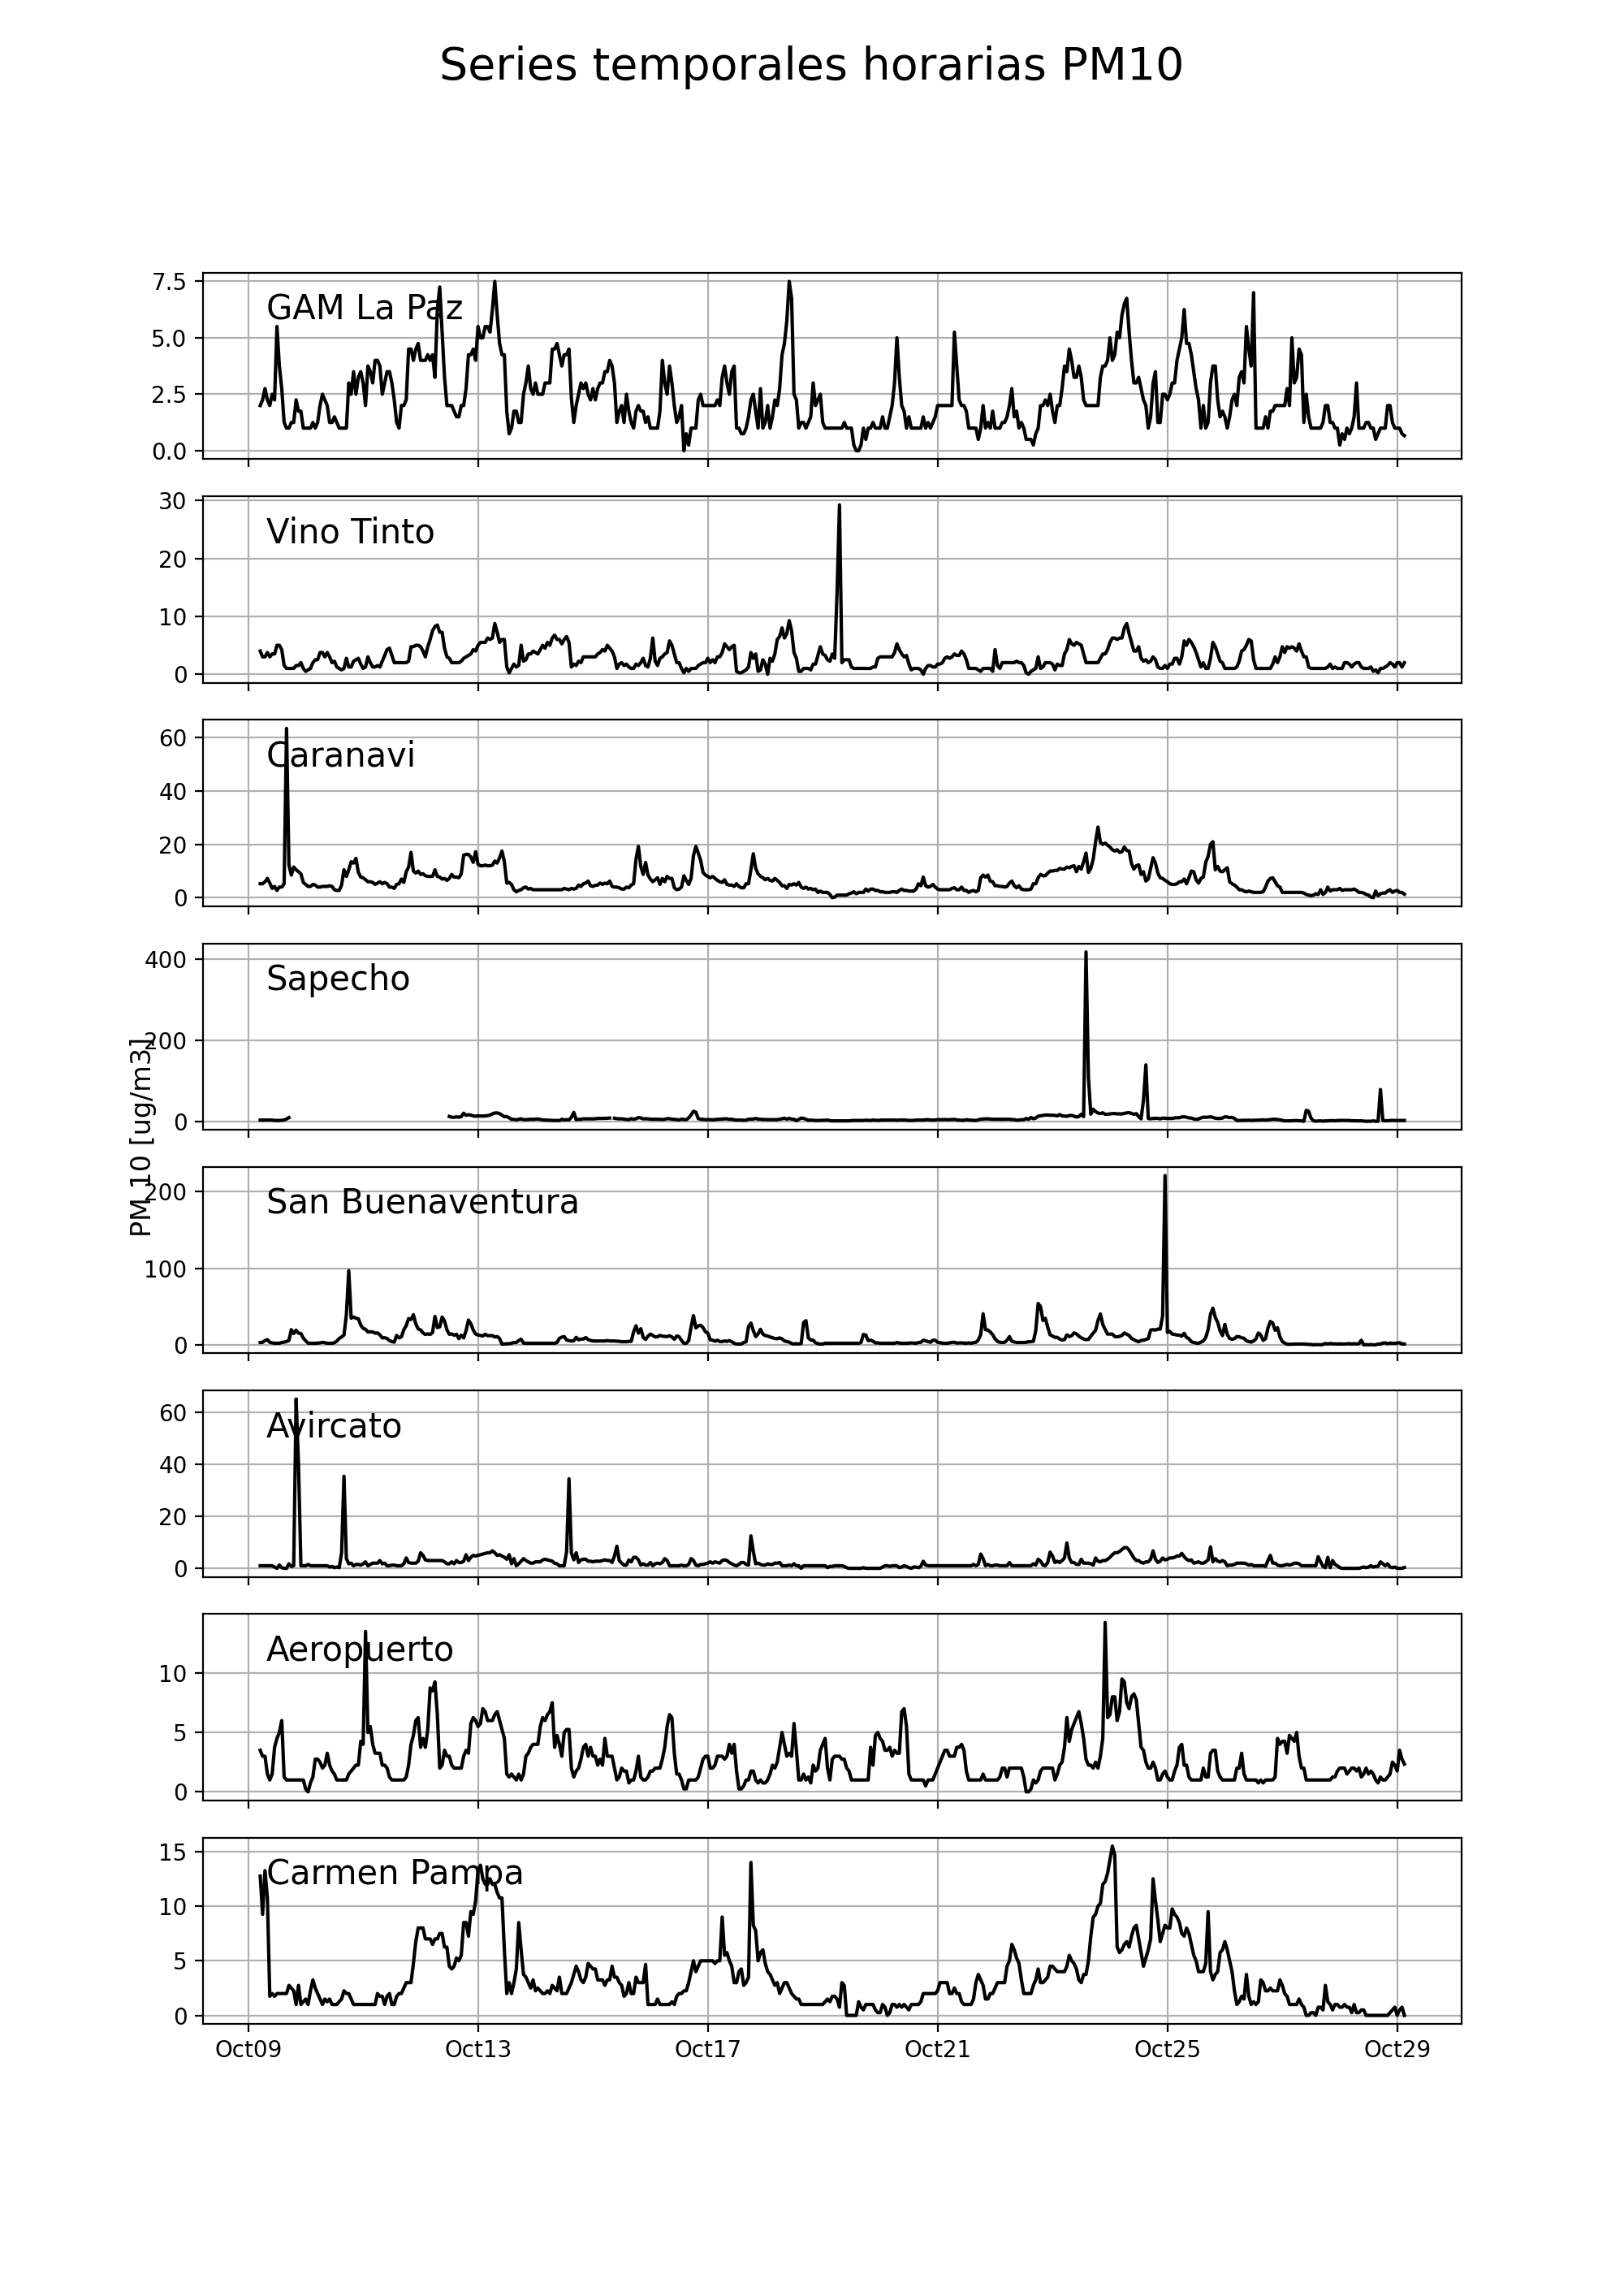 Series temporales horarias PM10
7.5
5.0
2.5
0.0
GAM La Paz
30
20
10
0
Vino Tinto
60
40
20
0
Caranavi
400
200
0
Sapecho
PM 10 [ug/m3]
200
100
0
San Buenaventura
60
40
20
0
Avircato
10
5
0
Aeropuerto
15
10
5
0
Carmen Pampa
Oct09 Oct13 Oct17 Oct21 Oct25 Oct29